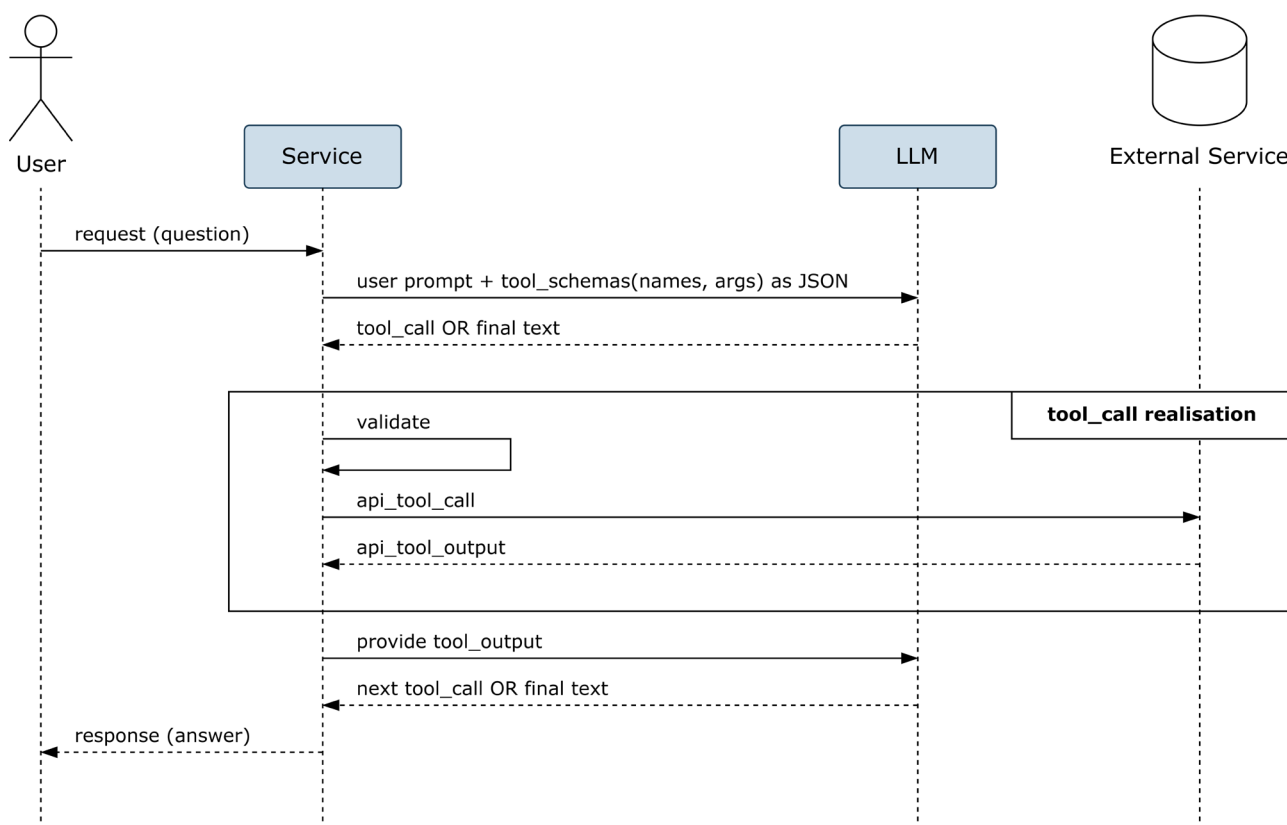 User
Service
LLM
External Service
request (question)
user prompt + tool_schemas(names, args) as JSON
tool_call OR final text
tool_call realisation
validate
api_tool_call
api_tool_output
provide tool_output
next tool_call OR final text
response (answer)